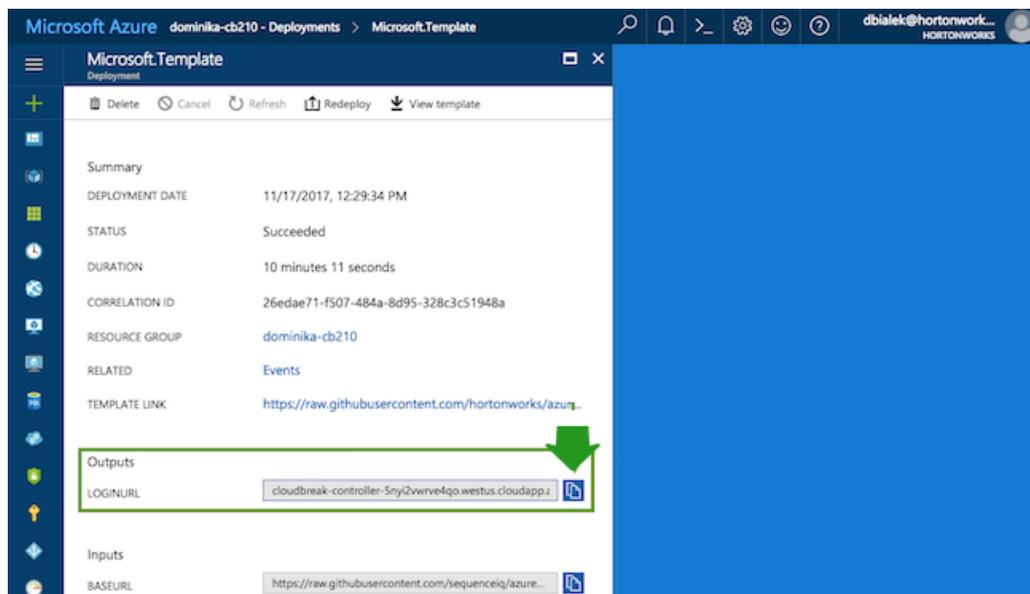 Microsoft Azure dominika-cb210 - Deployments > Microsoft.Template
dbialek@hortonwork...
HORTONWORKS
Microsoft.Template
Deployment
Delete Cancel Refresh Redeploy View template
Summary
DEPLOYMENT DATE 11/17/2017, 12:29:34 PM
STATUS Succeeded
DURATION 10 minutes 11 seconds
CORRELATION ID 26edae71-f507-484a-8d95-328c3c51948a
RESOURCE GROUP dominika-cb210
RELATED Events
TEMPLATE LINK https://raw.githubusercontent.com/hortonworks/azur...
Outputs
LOGINURL cloudbreak-controller-5nyi2vwrve4qo.westus.cloudapp.a
Inputs
BASEURL https://raw.githubusercontent.com/sequenceiq/azure...